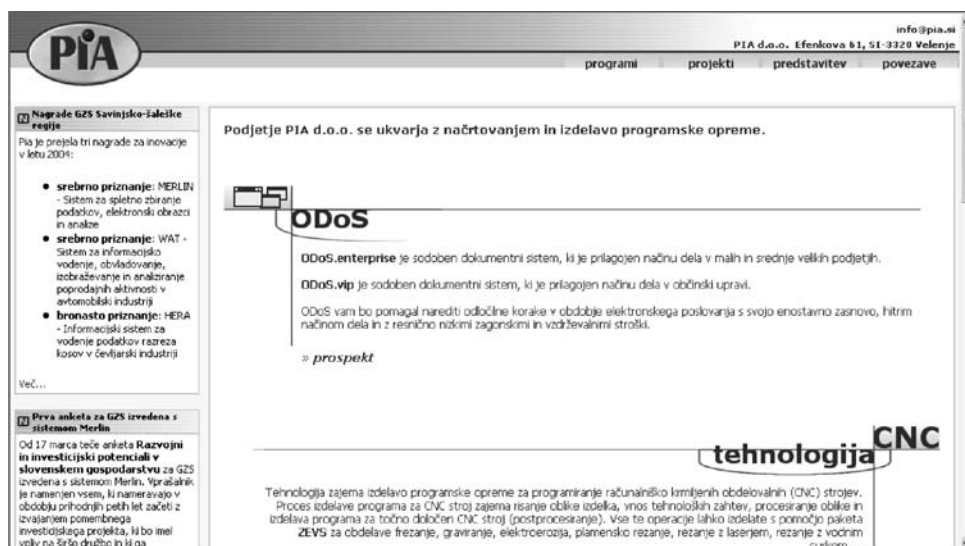 PiA
info@pia.si
PIA d.o.o. Efenkova 61, SI-3320 Velenje
programi projekti predstavitev povezave
Nagrade GZS Savinjsko-šaleške
regije
Pia je prejela tri nagrade za inovacije
v letu 2004:
srebrno priznanje: MERLIN
- Sistem za spletno zbiranje
podatkov, elektronski obrazci
in analize
srebrno priznanje: WAT -
Sistem za informacijsko
vodenje, obvladovanje,
izobraževanje in analiziranje
poprodajnih aktivnosti v
avtomobilski industriji
bronasto priznanje: HERA
- Informacijski sistem za
vodenje podatkov razreza
kosov v čevljarski industriji
Več...
Prva anketa za GZS izvedena s
sistemom Merlin
Od 17 marca teče anketa Razvojni
in investicijski potenciali v
slovenskem gospodarstvu za GZS
izvedena s sistemom Merlin. Vprašalnik
je namenjen vsem, ki nameravajo v
obdobju prihodnjih petih let začeti z
izvajanjem pomembnega
investicijskega projekta, ki bo imel
vpliv na širšo družbo in ki ga
Podjetje PIA d.o.o. se ukvarja z načrtovanjem in izdelavo programske opreme.
ODoS
ODoS.enterprise je sodoben dokumentni sistem, ki je prilagojen načinu dela v malih in srednje velikih podjetjih.
ODoS.vip je sodoben dokumentni sistem, ki je prilagojen načinu dela v občinski upravi.
ODoS vam bo pomagal narediti odločilne korake v obdobje elektronskega poslovanja s svojo enostavno zasnovo, hitrim
načinom dela in z resnično nizkimi zagonskimi in vzdrževalnimi stroški.
» prospekt
tehnologija CNC
Tehnologija zajema izdelavo programske opreme za programiranje računalniško krmiljenih obdelovalnih (CNC) strojev.
Proces izdelave programa za CNC stroj zajema risanje oblike izdelka, vnos tehnoloških zahtev, procesiranje oblike in
izdelava programa za točno določen CNC stroj (postprocesiranje). Vse te operacije lahko izdelate s pomočjo paketa
ZEVS za obdelave frezanje, graviranje, elektroerozija, plamensko rezanje, rezanje z laserjem, rezanje z vodnim